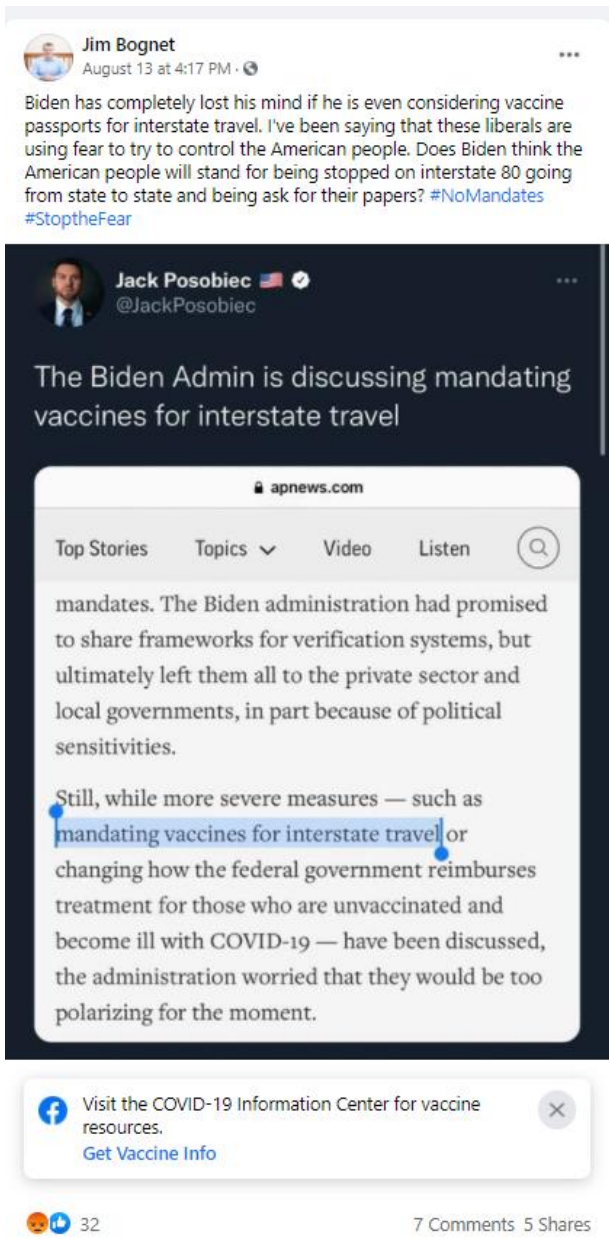 Jim Bognet
August 13 at 4:17 PM ·
Biden has completely lost his mind if he is even considering vaccine
passports for interstate travel. I've been saying that these liberals are
using fear to try to control the American people. Does Biden think the
American people will stand for being stopped on interstate 80 going
from state to state and being ask for their papers? #NoMandates
#StoptheFear
Jack Posobiec
@JackPosobiec
The Biden Admin is discussing mandating
vaccines for interstate travel
apnews.com
Top Stories Topics Video Listen
mandates. The Biden administration had promised
to share frameworks for verification systems, but
ultimately left them all to the private sector and
local governments, in part because of political
sensitivities.
Still, while more severe measures — such as
mandating vaccines for interstate travel or
changing how the federal government reimburses
treatment for those who are unvaccinated and
become ill with COVID-19 — have been discussed,
the administration worried that they would be too
polarizing for the moment.
Visit the COVID-19 Information Center for vaccine
resources.
Get Vaccine Info
32 7 Comments 5 Shares